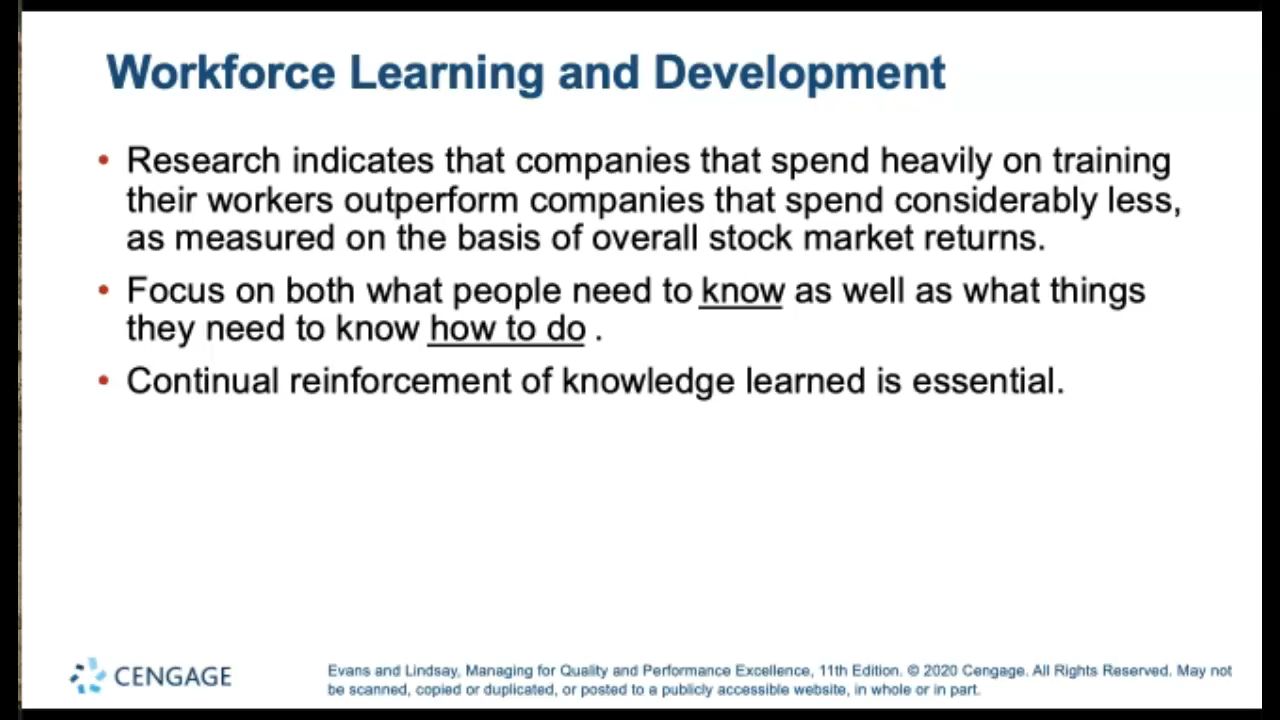 Workforce Learning and Development
• Research indicates that companies that spend heavily on training
their workers outperform companies that spend considerably less,
as measured on the basis of overall stock market returns.
• Focus on both what people need to know as well as what things
they need to know how to do .
• Continual reinforcement of knowledge learned is essential.
CENGAGE
Evans and Lindsay, Managing for Quality and Performance Excellence, 11th Edition. © 2020 Cengage. All Rights Reserved. May not
be scanned, copied or duplicated, or posted to a publicly accessible website, in whole or in part.